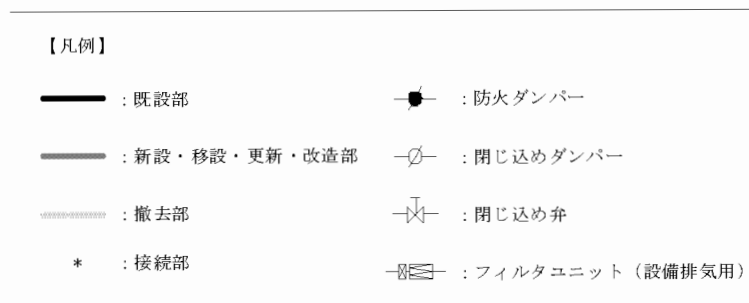 【凡例】
：既設部
：防火ダンパー
：新設・移設・更新・改造部
：閉じ込めダンパー
：撤去部
：閉じ込め弁
*：接続部
：フィルタユニット（設備排気用）